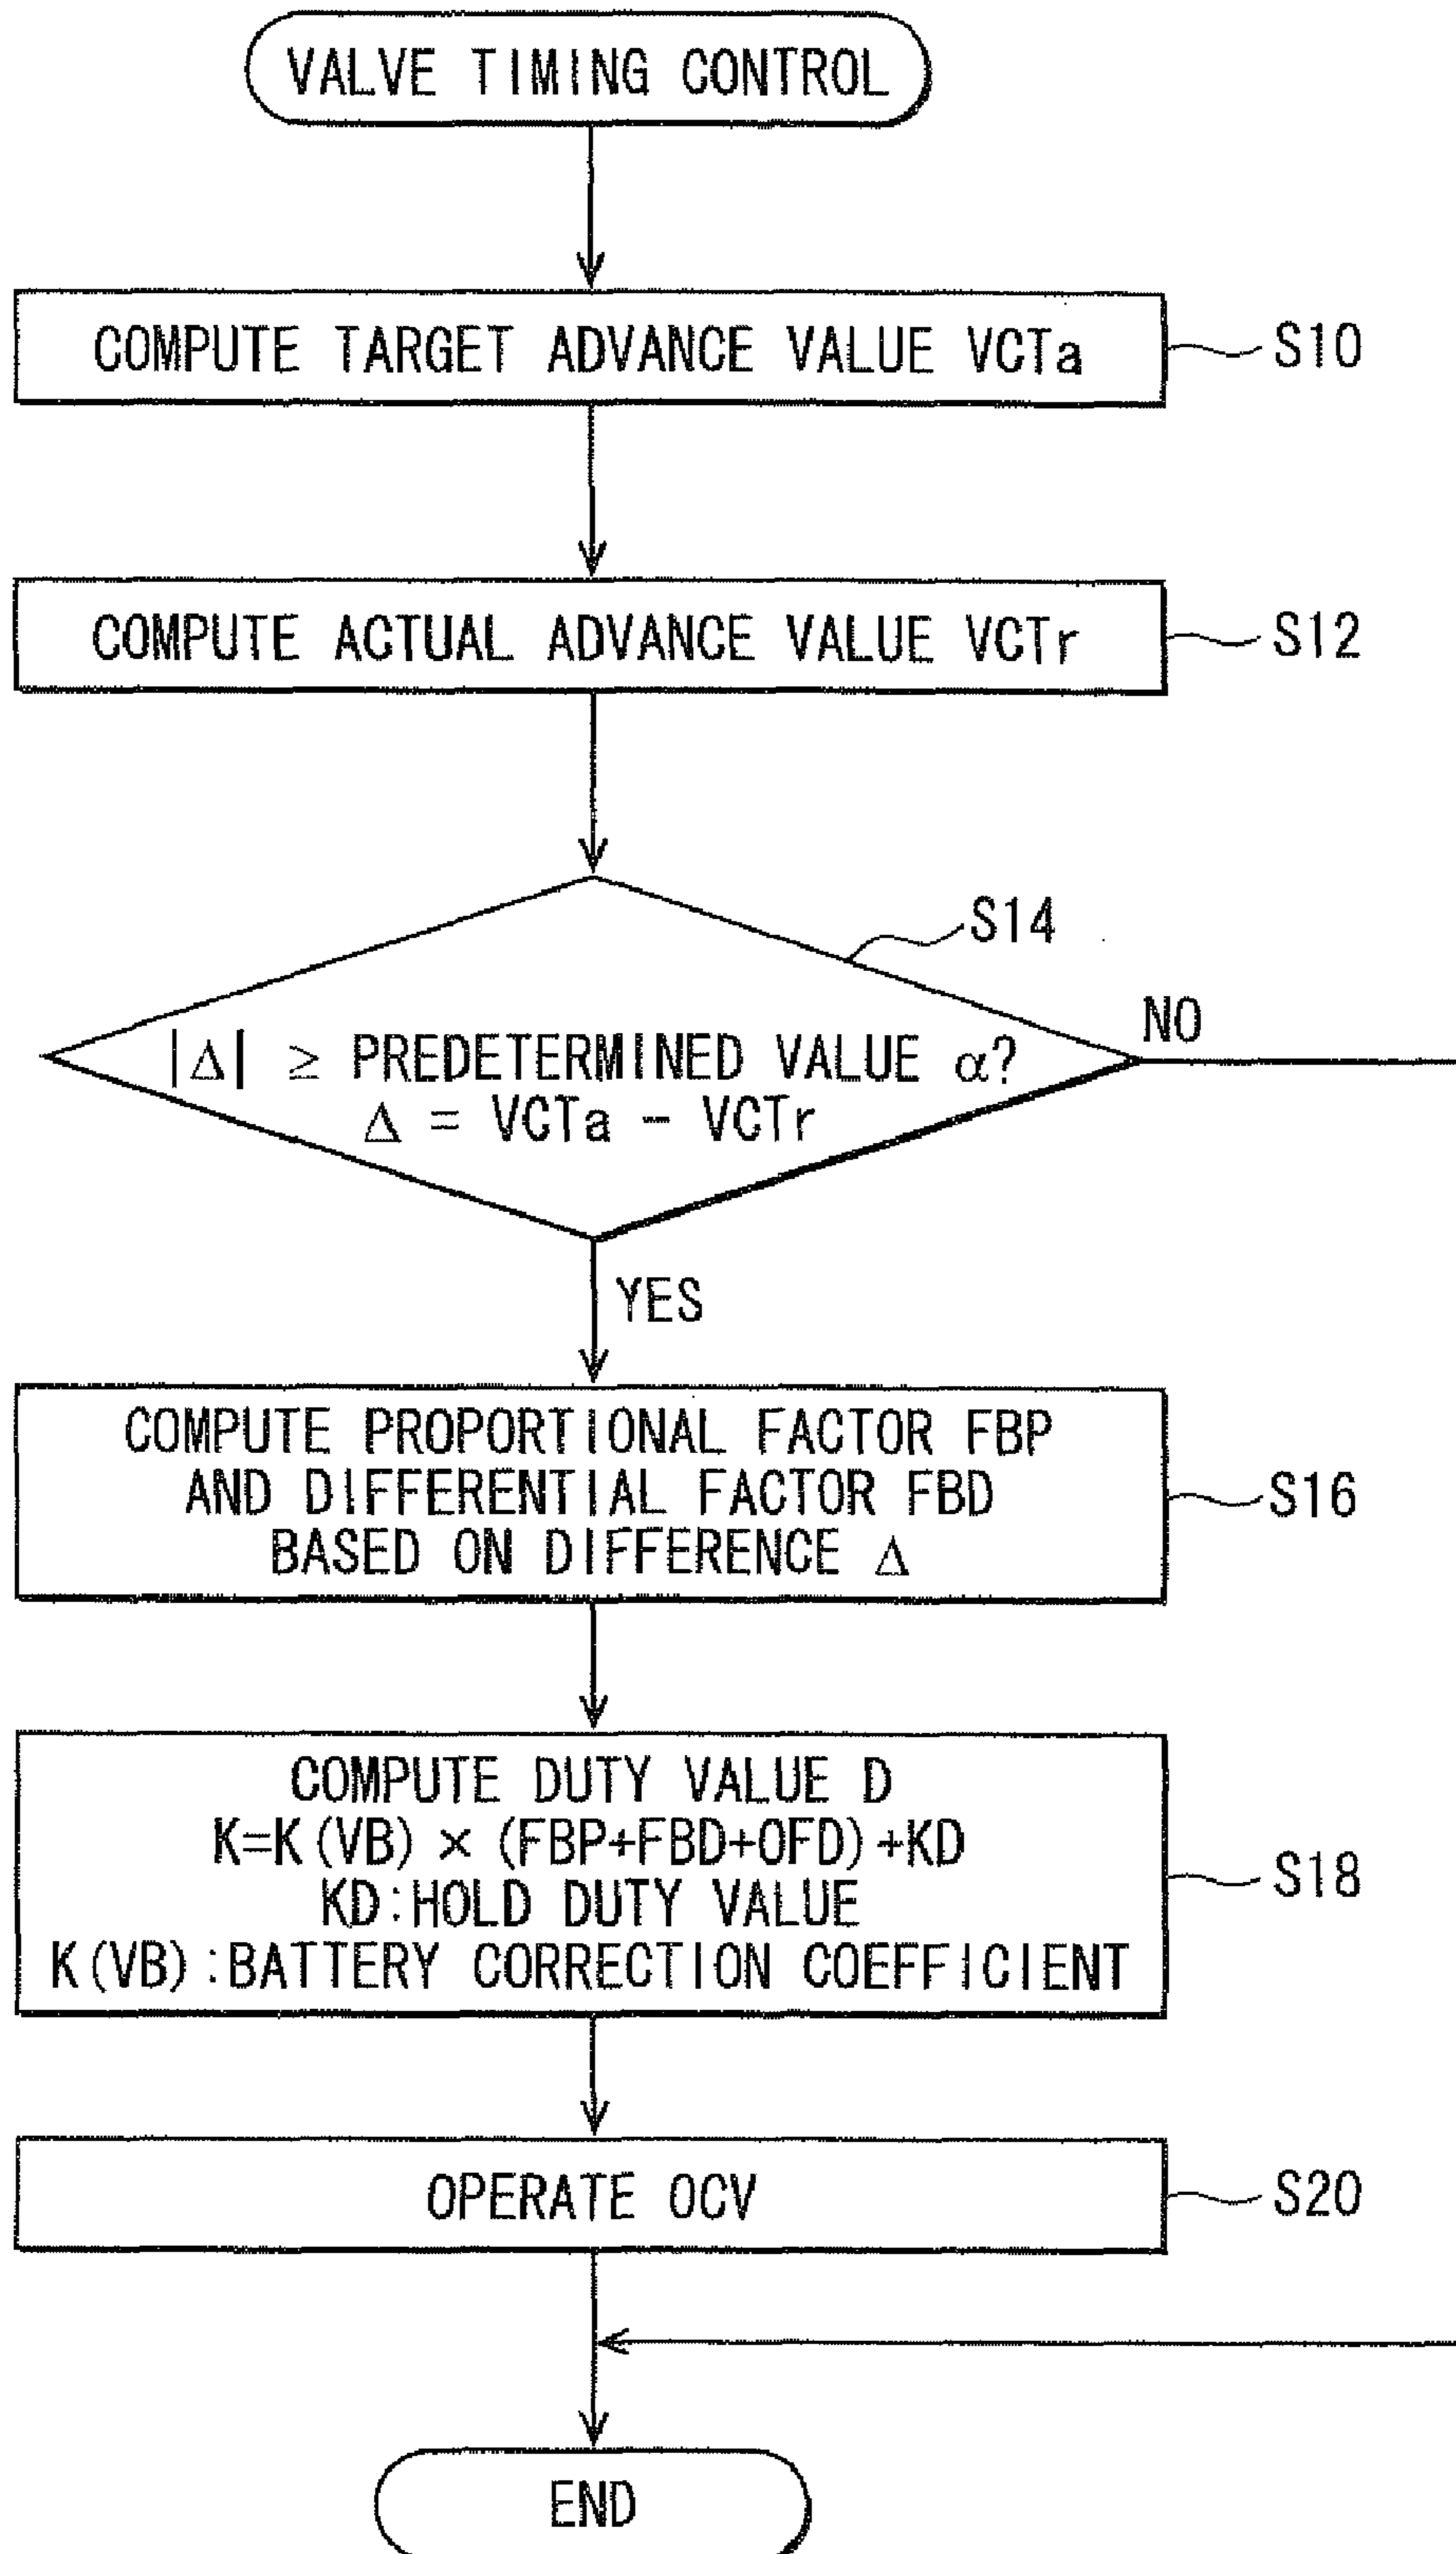 VALVE TIMING CONTROL
COMPUTE TARGET ADVANCE VALUE VCTa
S10
COMPUTE ACTUAL ADVANCE VALUE VCTr
S12
S14
NO
|Δ| ≥ PREDETERMINED VALUE α?
Δ = VCTa - VCTr
YES
COMPUTE PROPORTIONAL FACTOR FBP
AND DIFFERENTIAL FACTOR FBD
BASED ON DIFFERENCE Δ
S16
COMPUTE DUTY VALUE D
K=K(VB) × (FBP+FBD+OFD)+KD
KD:HOLD DUTY VALUE
K(VB):BATTERY CORRECTION COEFFICIENT
S18
OPERATE OCV
S20
END